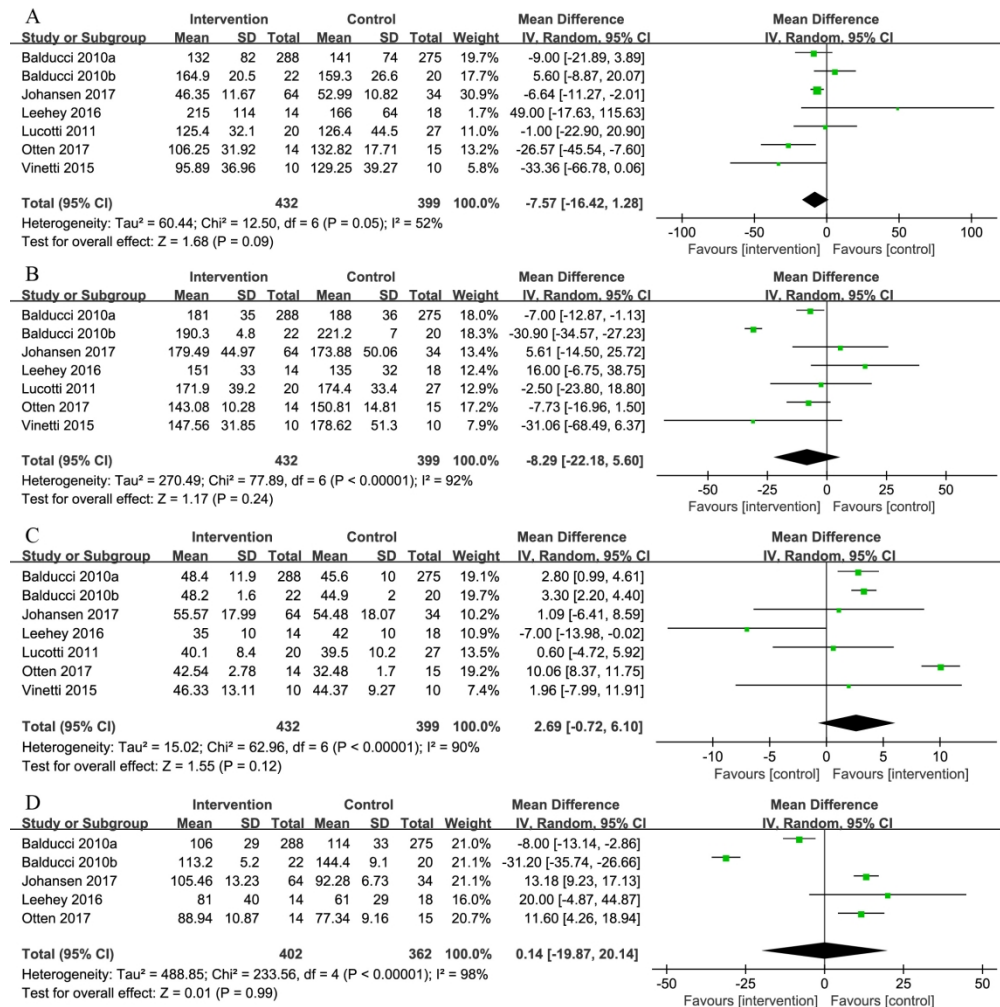 A
Intervention Control Mean Difference Mean Difference
Study or Subgroup Mean SD Total Mean SD Total Weight IV, Random, 95% CI IV, Random, 95% CI
Balducci 2010a 132 82 288 141 74 275 19.7% -9.00 [-21.89, 3.89]
Balducci 2010b 164.9 20.5 22 159.3 26.6 20 17.7% 5.60 [-8.87, 20.07]
Johansen 2017 46.35 11.67 64 52.99 10.82 34 30.9% -6.64 [-11.27, -2.01]
Leehey 2016 215 114 14 166 64 18 1.7% 49.00 [-17.63, 115.63]
Lucotti 2011 125.4 32.1 20 126.4 44.5 27 11.0% -1.00 [-22.90, 20.90]
Otten 2017 106.25 31.92 14 132.82 17.71 15 13.2% -26.57 [-45.54, -7.60]
Vinetti 2015 95.89 36.96 10 129.25 39.27 10 5.8% -33.36 [-66.78, 0.06]
Total (95% CI) 432 399 100.0% -7.57 [-16.42, 1.28]
Heterogeneity: Tau² = 60.44; Chi² = 12.50, df = 6 (P = 0.05); I² = 52%
Test for overall effect: Z = 1.68 (P = 0.09)
-100 -50 0 50 100
Favours [intervention] Favours [control]
B
Intervention Control Mean Difference Mean Difference
Study or Subgroup Mean SD Total Mean SD Total Weight IV, Random, 95% CI IV, Random, 95% CI
Balducci 2010a 181 35 288 188 36 275 18.0% -7.00 [-12.87, -1.13]
Balducci 2010b 190.3 4.8 22 221.2 7 20 18.3% -30.90 [-34.57, -27.23]
Johansen 2017 179.49 44.97 64 173.88 50.06 34 13.4% 5.61 [-14.50, 25.72]
Leehey 2016 151 33 14 135 32 18 12.4% 16.00 [-6.75, 38.75]
Lucotti 2011 171.9 39.2 20 174.4 33.4 27 12.9% -2.50 [-23.80, 18.80]
Otten 2017 143.08 10.28 14 150.81 14.81 15 17.2% -7.73 [-16.96, 1.50]
Vinetti 2015 147.56 31.85 10 178.62 51.3 10 7.9% -31.06 [-68.49, 6.37]
Total (95% CI) 432 399 100.0% -8.29 [-22.18, 5.60]
Heterogeneity: Tau² = 270.49; Chi² = 77.89, df = 6 (P < 0.00001); I² = 92%
Test for overall effect: Z = 1.17 (P = 0.24)
-50 -25 0 25 50
Favours [intervention] Favours [control]
C
Intervention Control Mean Difference Mean Difference
Study or Subgroup Mean SD Total Mean SD Total Weight IV, Random, 95% CI IV, Random, 95% CI
Balducci 2010a 48.4 11.9 288 45.6 10 275 19.1% 2.80 [0.99, 4.61]
Balducci 2010b 48.2 1.6 22 44.9 2 20 19.7% 3.30 [2.20, 4.40]
Johansen 2017 55.57 17.99 64 54.48 18.07 34 10.2% 1.09 [-6.41, 8.59]
Leehey 2016 35 10 14 42 10 18 10.9% -7.00 [-13.98, -0.02]
Lucotti 2011 40.1 8.4 20 39.5 10.2 27 13.5% 0.60 [-4.72, 5.92]
Otten 2017 42.54 2.78 14 32.48 1.7 15 19.2% 10.06 [8.37, 11.75]
Vinetti 2015 46.33 13.11 10 44.37 9.27 10 7.4% 1.96 [-7.99, 11.91]
Total (95% CI) 432 399 100.0% 2.69 [-0.72, 6.10]
Heterogeneity: Tau² = 15.02; Chi² = 62.96, df = 6 (P < 0.00001); I² = 90%
Test for overall effect: Z = 1.55 (P = 0.12)
-10 -5 0 5 10
Favours [control] Favours [intervention]
D
Intervention Control Mean Difference Mean Difference
Study or Subgroup Mean SD Total Mean SD Total Weight IV, Random, 95% CI IV, Random, 95% CI
Balducci 2010a 106 29 288 114 33 275 21.0% -8.00 [-13.14, -2.86]
Balducci 2010b 113.2 5.2 22 144.4 9.1 20 21.1% -31.20 [-35.74, -26.66]
Johansen 2017 105.46 13.23 64 92.28 6.73 34 21.1% 13.18 [9.23, 17.13]
Leehey 2016 81 40 14 61 29 18 16.0% 20.00 [-4.87, 44.87]
Otten 2017 88.94 10.87 14 77.34 9.16 15 20.7% 11.60 [4.26, 18.94]
Total (95% CI) 402 362 100.0% 0.14 [-19.87, 20.14]
Heterogeneity: Tau² = 488.85; Chi² = 233.56, df = 4 (P < 0.00001); I² = 98%
Test for overall effect: Z = 0.01 (P = 0.99)
-50 -25 0 25 50
Favours [intervention] Favours [control]